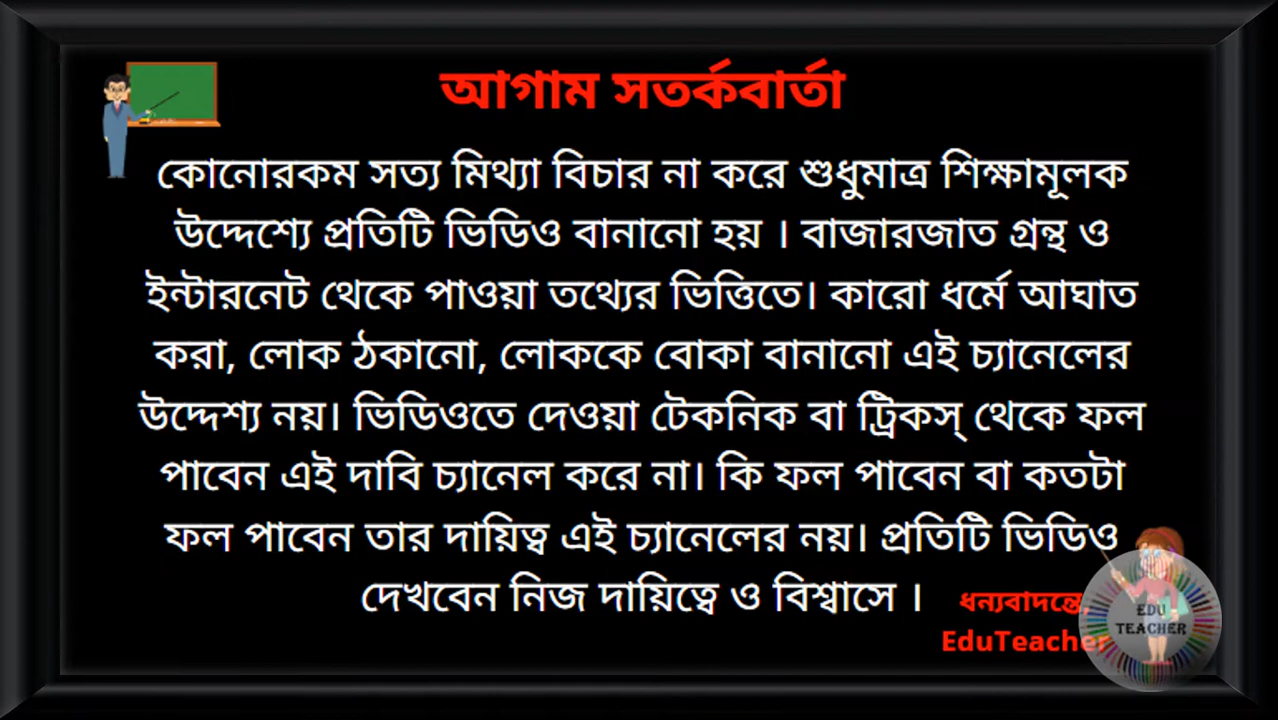 আগাম সতর্কবার্তা
কোনোরকম সত্য মিথ্যা বিচার না করে শুধুমাত্র শিক্ষামূলক
উদ্দেশ্যে প্রতিটি ভিডিও বানানো হয় । বাজারজাত গ্রন্থ ও
ইন্টারনেট থেকে পাওয়া তথ্যের ভিত্তিতে। কারো ধর্মে আঘাত
করা, লোক ঠকানো, লোককে বোকা বানানো এই চ্যানেলের
উদ্দেশ্য নয়। ভিডিওতে দেওয়া টেকনিক বা ট্রিকস্ থেকে ফল
পাবেন এই দাবি চ্যানেল করে না। কি ফল পাবেন বা কতটা
ফল পাবেন তার দায়িত্ব এই চ্যানেলের নয়। প্রতিটি ভিডিও
দেখবেন নিজ দায়িত্বে ও বিশ্বাসে ।
ধন্যবাদন্তে,
EduTeacher
EDU
TEACHER